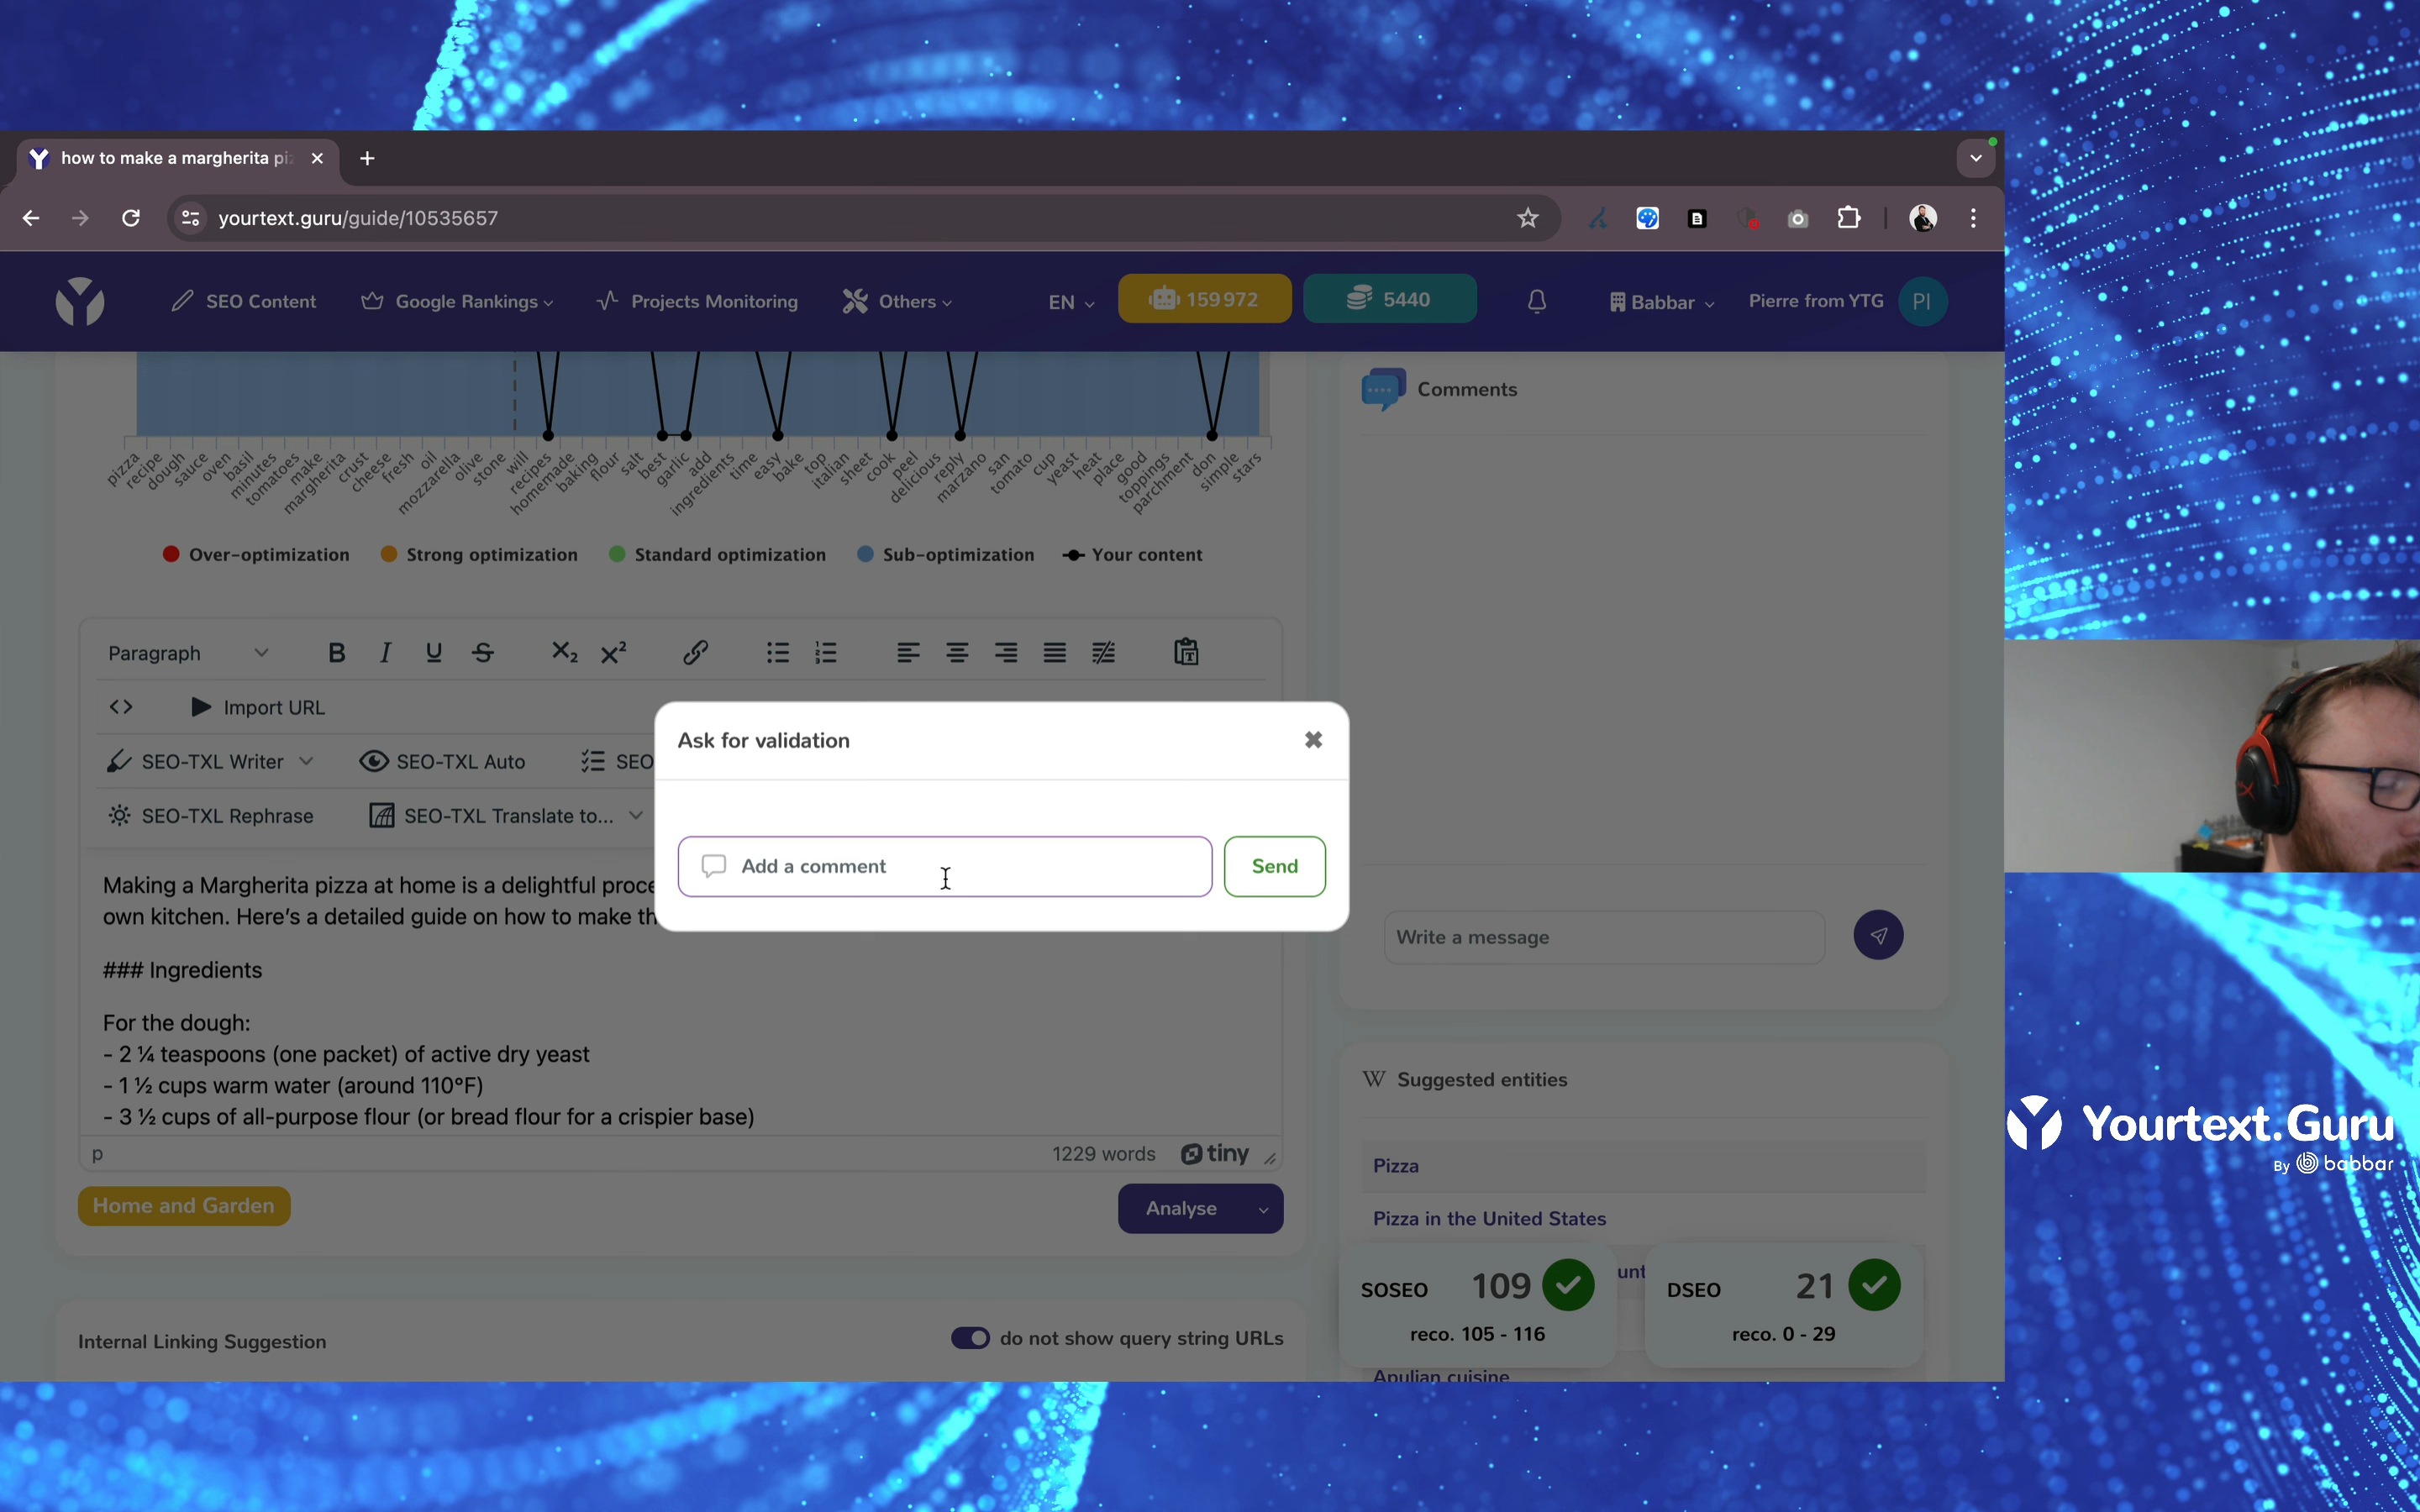 how to make a margherita pi
yourtext.guru/guide/10535657
SEO Content
Google Rankings
Projects Monitoring
Others
EN
159 972
5440
Babbar
Pierre from YTG
PI
pizza
recipe
dough
sauce
oven
basil
minutes
tomatoes
make
margherita
crust
cheese
fresh
oil
mozzarella
olive
stone
will
recipes
homemade
baking
flour
salt
best
garlic
add
ingredients
time
easy
bake
top
italian
sheet
cook
peel
delicious
reply
marzano
san
tomato
cup
yeast
heat
place
good
toppings
parchment
don
simple
stars
Over-optimization
Strong optimization
Standard optimization
Sub-optimization
Your content
Paragraph
B I U S X₂ X²
Import URL
SEO-TXL Writer
SEO-TXL Auto
SEO
SEO-TXL Rephrase
SEO-TXL Translate to...
Making a Margherita pizza at home is a delightful proce
own kitchen. Here's a detailed guide on how to make th
### Ingredients
For the dough:
- 2 ¼ teaspoons (one packet) of active dry yeast
- 1 ½ cups warm water (around 110°F)
- 3 ½ cups of all-purpose flour (or bread flour for a crispier base)
p
1229 words
tiny
Home and Garden
Analyse
Internal Linking Suggestion
do not show query string URLs
Ask for validation
Add a comment
Send
Comments
Write a message
W Suggested entities
Pizza
Pizza in the United States
unt
SOSEO 109
reco. 105 - 116
DSEO 21
reco. 0 - 29
Apulian cuisine
Yourtext.Guru
By babbar